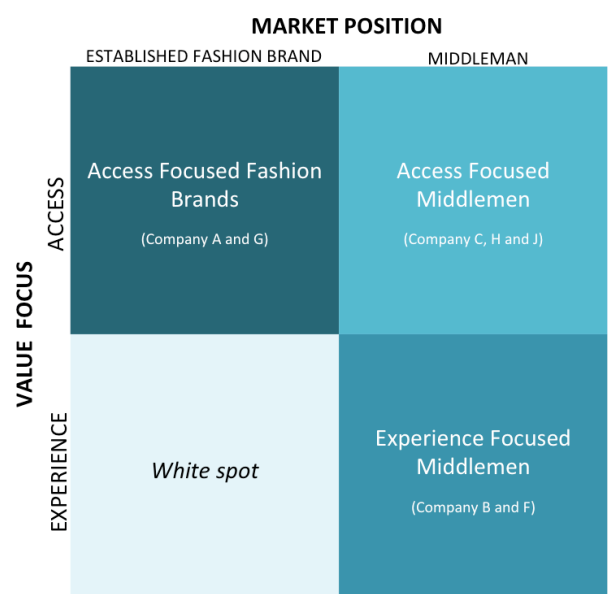 MARKET POSITION
ESTABLISHED FASHION BRAND
MIDDLEMAN
VALUE FOCUS
ACCESS
Access Focused Fashion
Brands
(Company A and G)
Access Focused
Middlemen
(Company C, H and J)
EXPERIENCE
White spot
Experience Focused
Middlemen
(Company B and F)